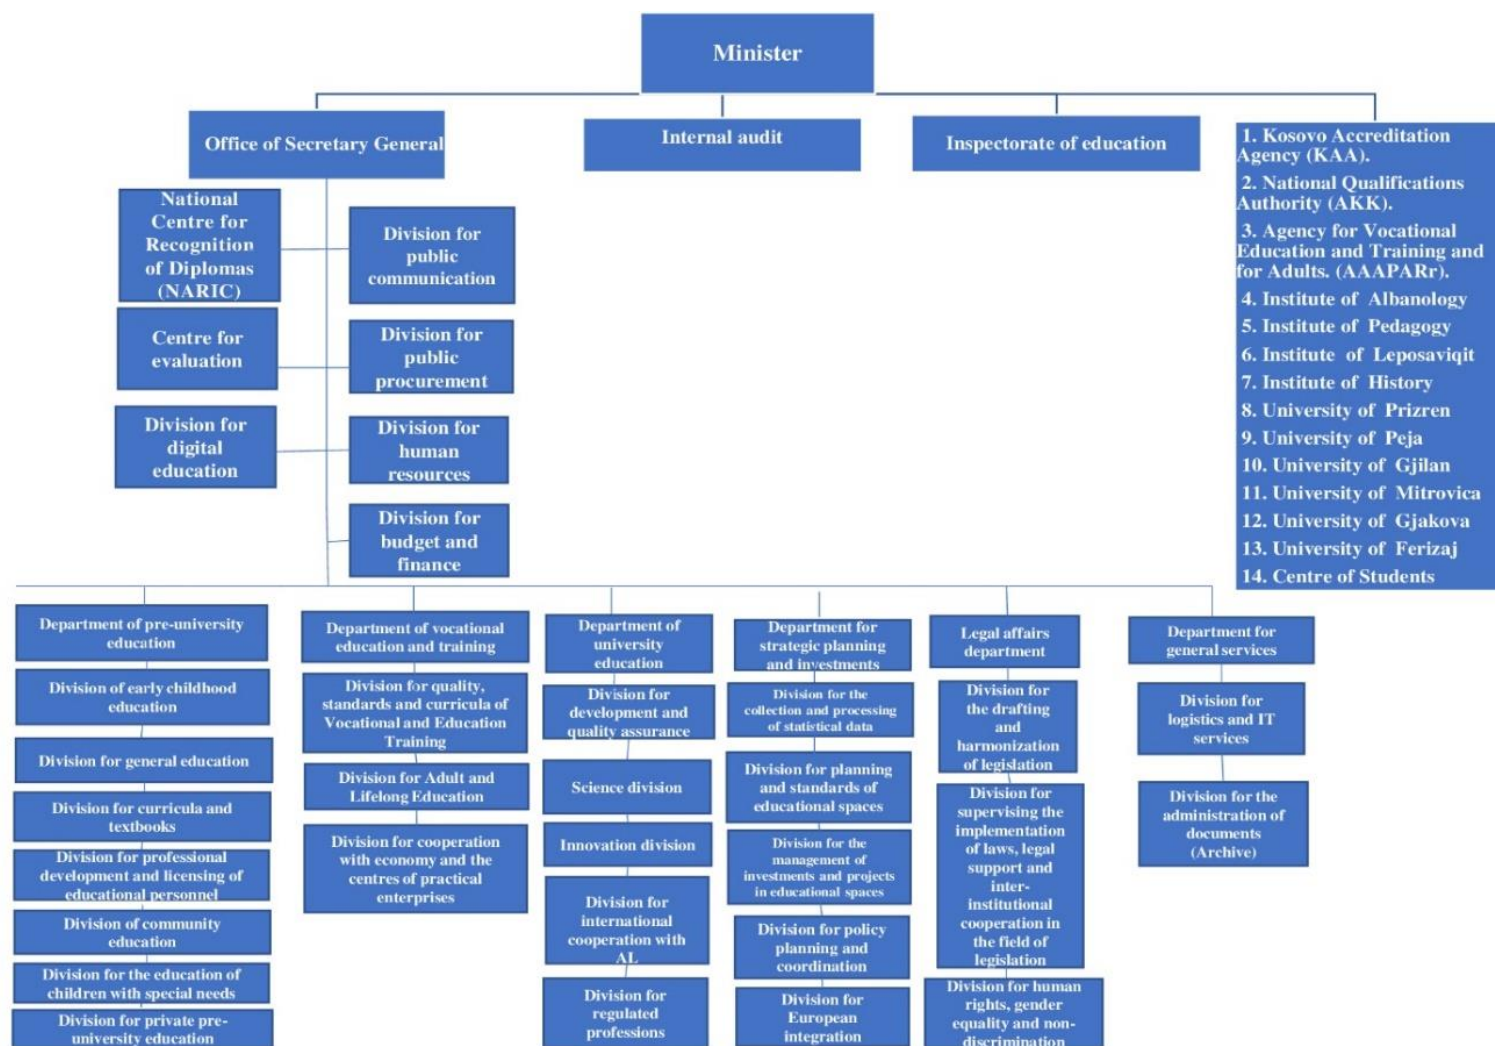 Minister
Office of Secretary General
Internal audit
Inspectorate of education
1. Kosovo Accreditation
Agency (KAA).
2. National Qualifications
Authority (AKK).
3. Agency for Vocational
Education and Training and
for Adults. (AAAPARr).
4. Institute of Albanology
5. Institute of Pedagogy
6. Institute of Leposaviqit
7. Institute of History
8. University of Prizren
9. University of Peja
10. University of Gjilan
11. University of Mitrovica
12. University of Gjakova
13. University of Ferizaj
14. Centre of Students
National
Centre for
Recognition
of Diplomas
(NARIC)
Division for
public
communication
Centre for
evaluation
Division for
public
procurement
Division for
digital
education
Division for
human
resources
Division for
budget and
finance
Department of pre-university
education
Division of early childhood
education
Division for general education
Division for curricula and
textbooks
Division for professional
development and licensing of
educational personnel
Division of community
education
Division for the education of
children with special needs
Division for private pre-
university education
Department of vocational
education and training
Division for quality,
standards and curricula of
Vocational and Education
Training
Division for Adult and
Lifelong Education
Division for cooperation
with economy and the
centres of practical
enterprises
Department of
university
education
Division for
development and
quality assurance
Science division
Innovation division
Division for
international
cooperation with
AL
Division for
regulated
professions
Department for
strategic planning
and investments
Division for the
collection and processing
of statistical data
Division for planning
and standards of
educational spaces
Division for the
management of
investments and projects
in educational spaces
Division for policy
planning and
coordination
Division for
European
integration
Legal affairs
department
Division for
the drafting
and
harmonization
of legislation
Division for
supervising the
implementation
of laws, legal
support and
inter-
institutional
cooperation in
the field of
legislation
Division for human
rights, gender
equality and non-
discrimination
Department for
general services
Division for
logistics and IT
services
Division for the
administration of
documents
(Archive)